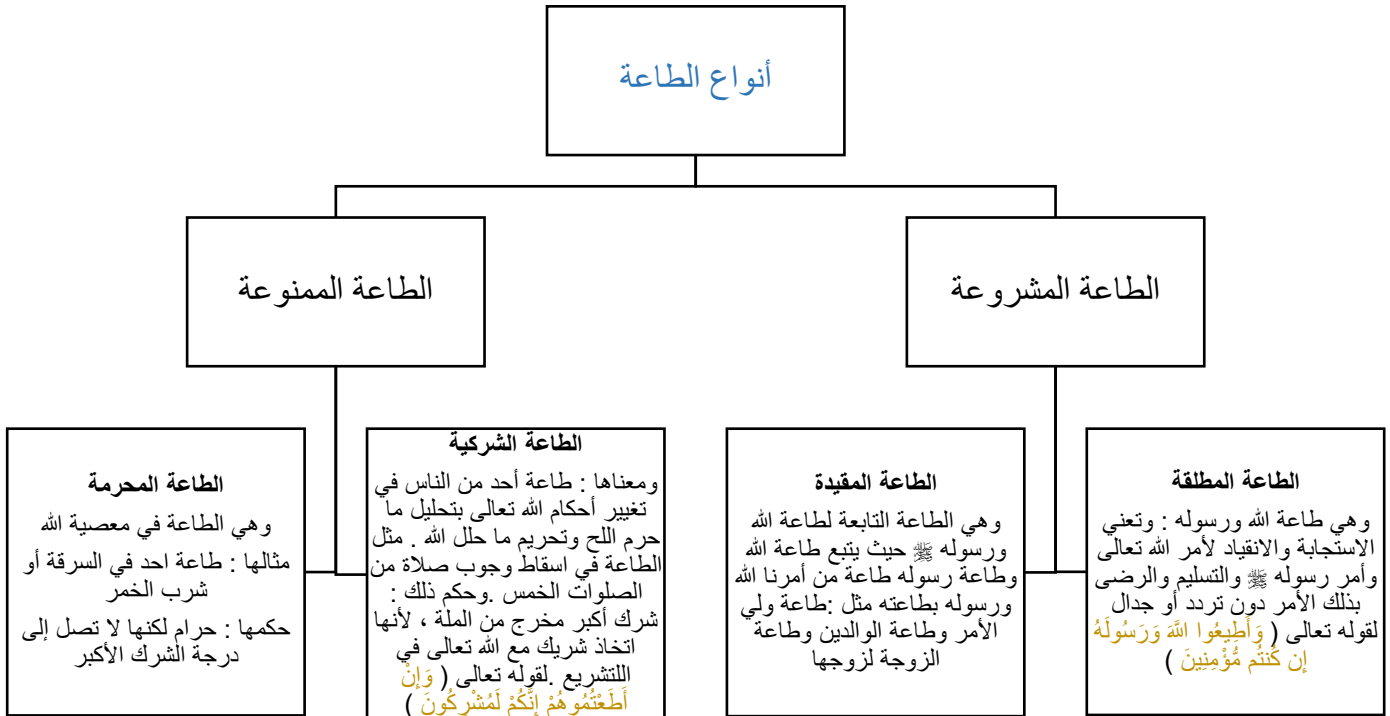 أنواع الطاعة
الطاعة المشروعة
الطاعة الممنوعة
الطاعة المطلقة
وهي طاعة الله ورسوله : وتعني
الاستجابة والانقياد لأمر الله تعالى
وأمر رسوله ﷺ والتسليم والرضى
بذلك الأمر دون تردد أو جدال
لقوله تعالى ( وَأَطِيعُوا اللَّهَ وَرَسُولَهُ
إِن كُنتُم مُّؤْمِنِينَ )
الطاعة المقيدة
وهي الطاعة التابعة لطاعة الله
ورسوله ﷺ حيث يتبع طاعة الله
وطاعة رسوله طاعة من أمرنا الله
ورسوله بطاعته مثل :طاعة ولي
الأمر وطاعة الوالدين وطاعة
الزوجة لزوجها
الطاعة الشركية
ومعناها : طاعة أحد من الناس في
تغيير أحكام الله تعالى بتحليل ما
حرم اللح وتحريم ما حلل الله . مثل
الطاعة في اسقاط وجوب صلاة من
الصلوات الخمس .وحكم ذلك :
شرك أكبر مخرج من الملة ، لأنها
اتخاذ شريك مع الله تعالى في
اللتشريع .لقوله تعالى ( وَإِنْ
أَطَعْتُمُوهُمْ إِنَّكُمْ لَمُشْرِكُونَ )
الطاعة المحرمة
وهي الطاعة في معصية الله
مثالها : طاعة احد في السرقة أو
شرب الخمر
حكمها : حرام لكنها لا تصل إلى
درجة الشرك الأكبر